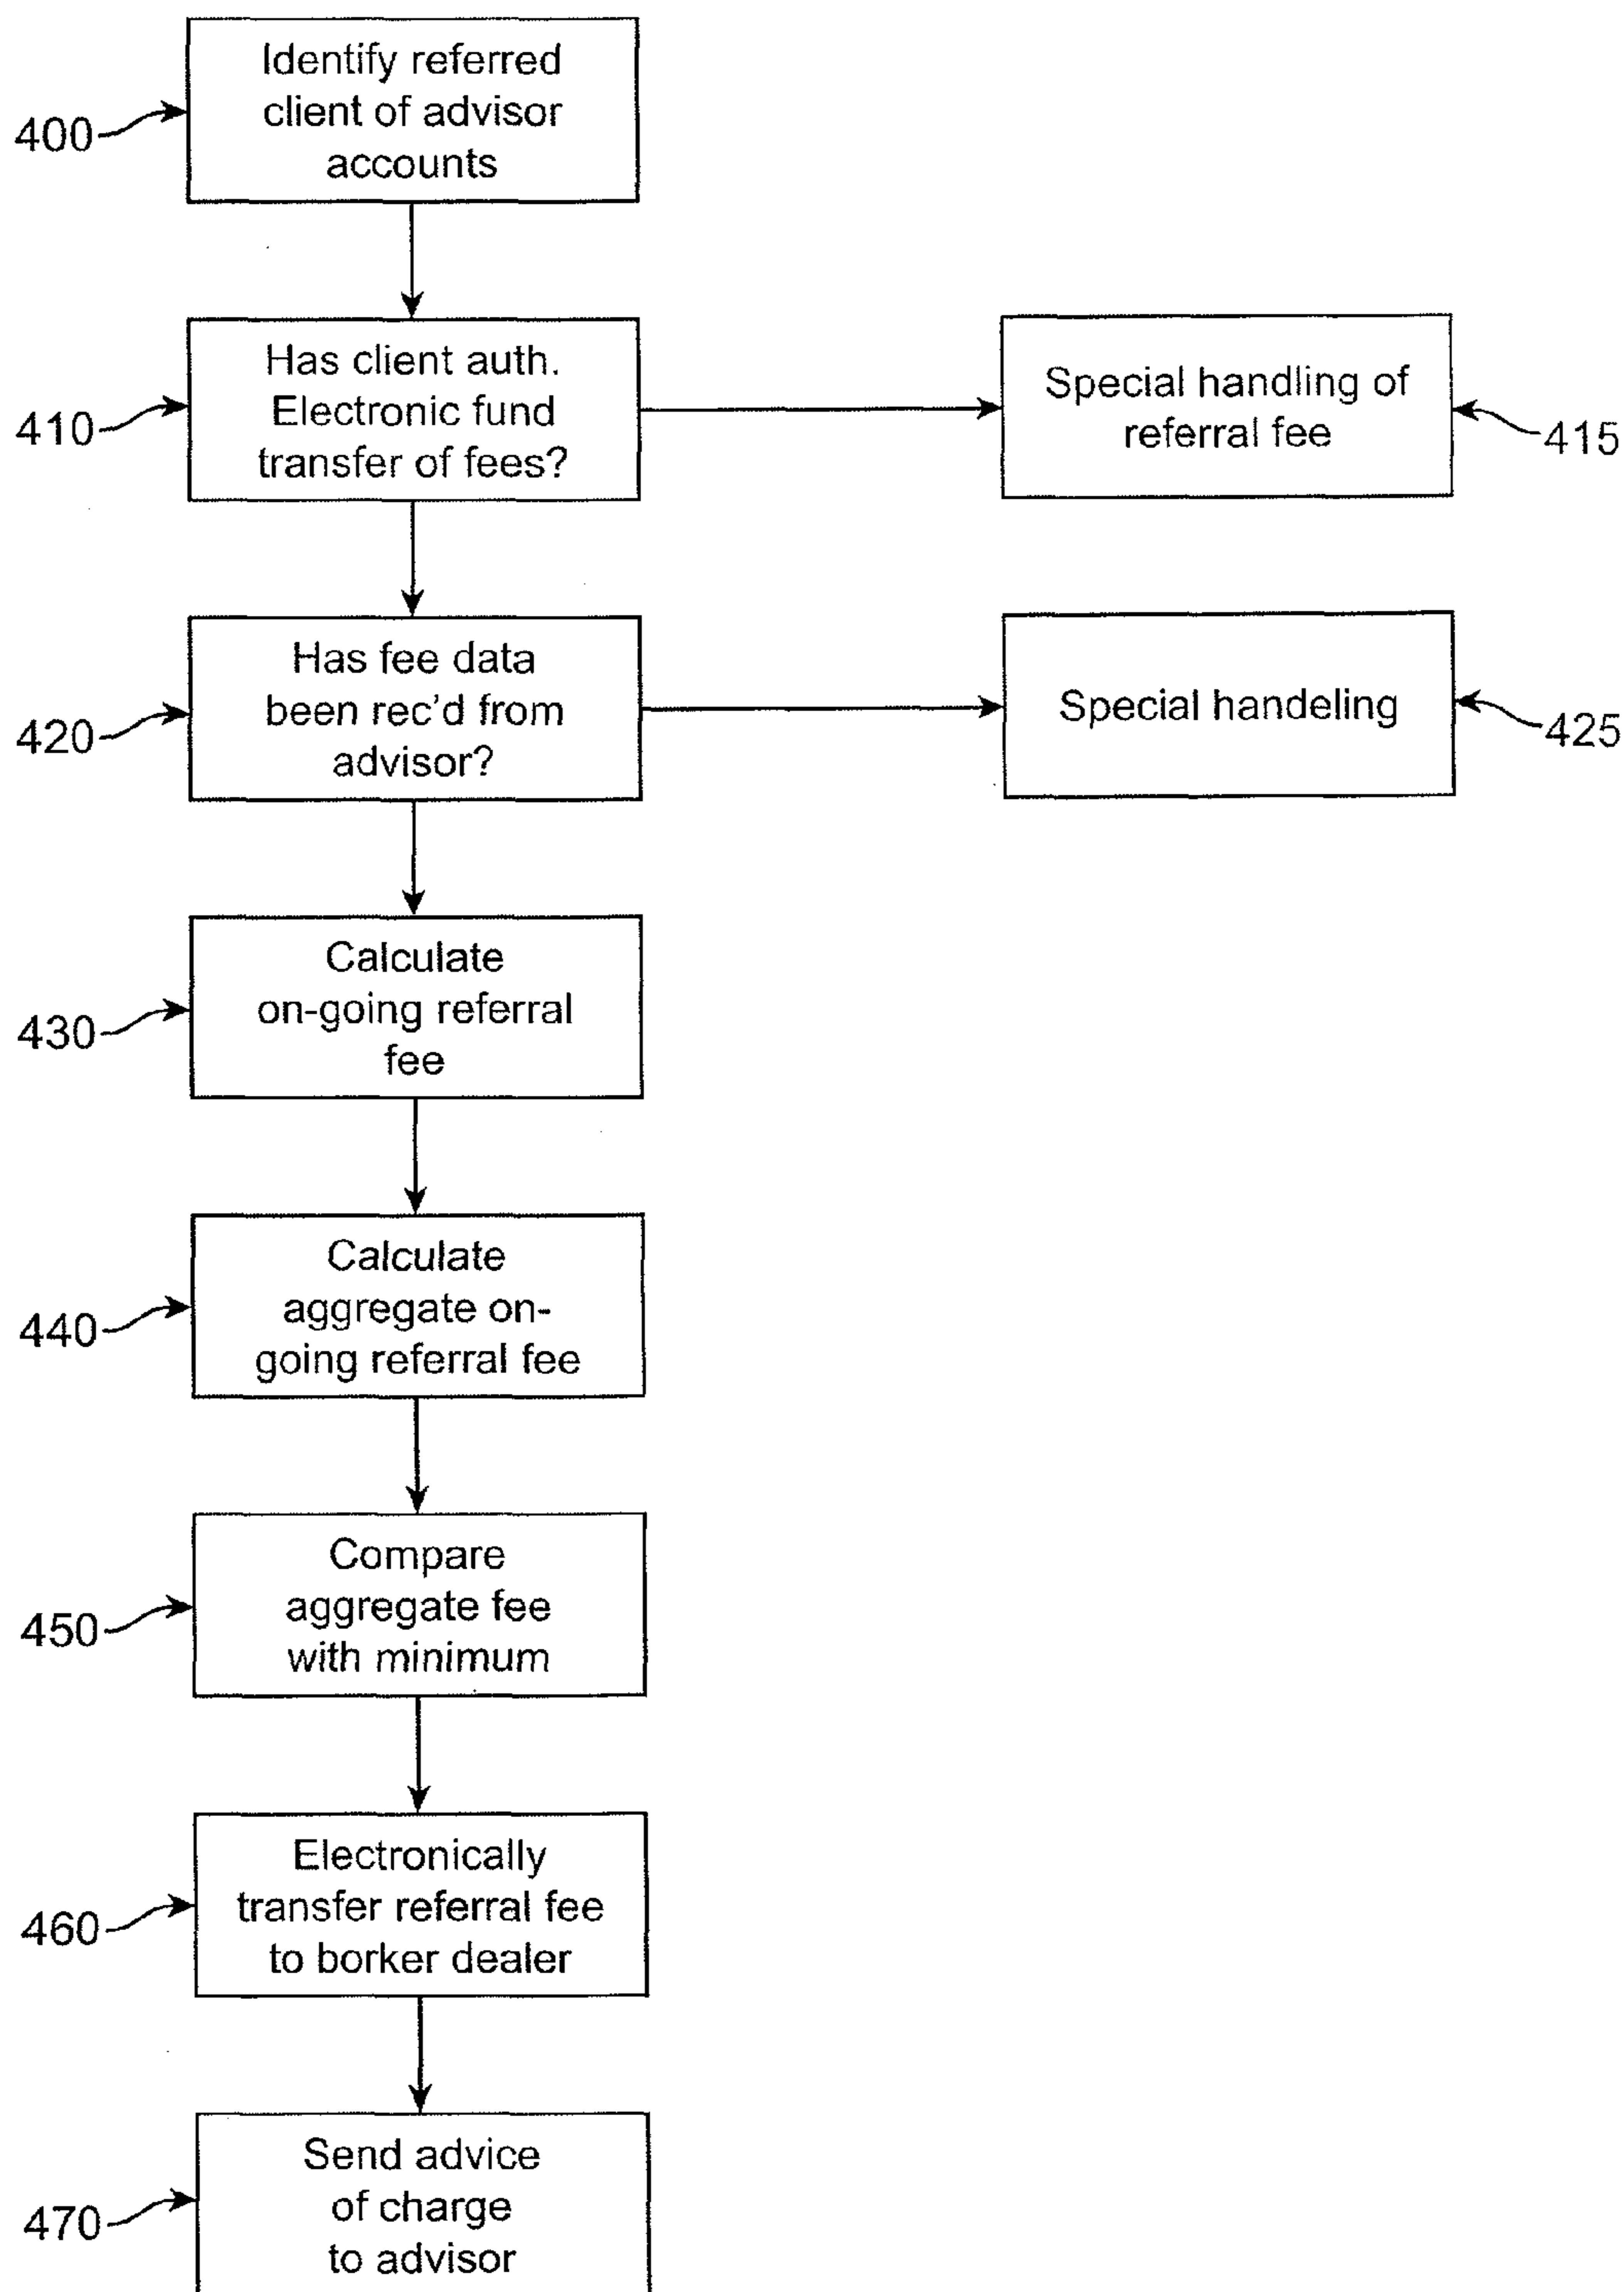 Identify referred
client of advisor
accounts
400
Has client auth.
Electronic fund
transfer of fees?
410
Special handling of
referral fee
415
Has fee data
been rec'd from
advisor?
420
Special handeling
425
Calculate
on-going referral
fee
430
Calculate
aggregate on-
going referral fee
440
Compare
aggregate fee
with minimum
450
Electronically
transfer referral fee
to borker dealer
460
Send advice
of charge
to advisor
470